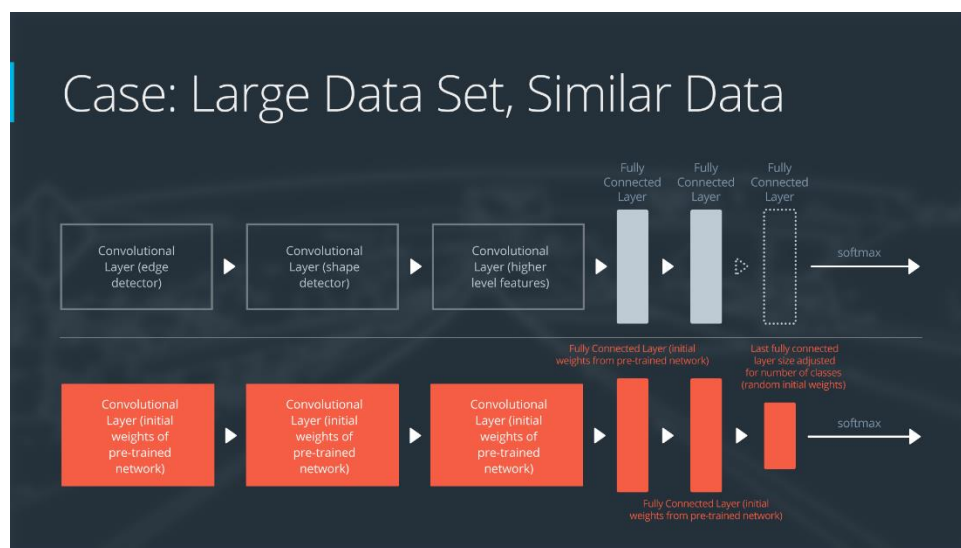 Case: Large Data Set, Similar Data
Fully
Connected
Layer
Fully
Connected
Layer
Fully
Connected
Layer
Convolutional
Layer (edge
detector)
Convolutional
Layer (shape
detector)
Convolutional
Layer (higher
level features)
softmax
Fully Connected Layer (initial
weights from pre-trained network)
Last fully connected
layer size adjusted
for number of classes
(random initial weights)
Convolutional
Layer (initial
weights of
pre-trained
network)
Convolutional
Layer (initial
weights of
pre-trained
network)
Convolutional
Layer (initial
weights of
pre-trained
network)
softmax
Fully Connected Layer (initial
weights from pre-trained network)